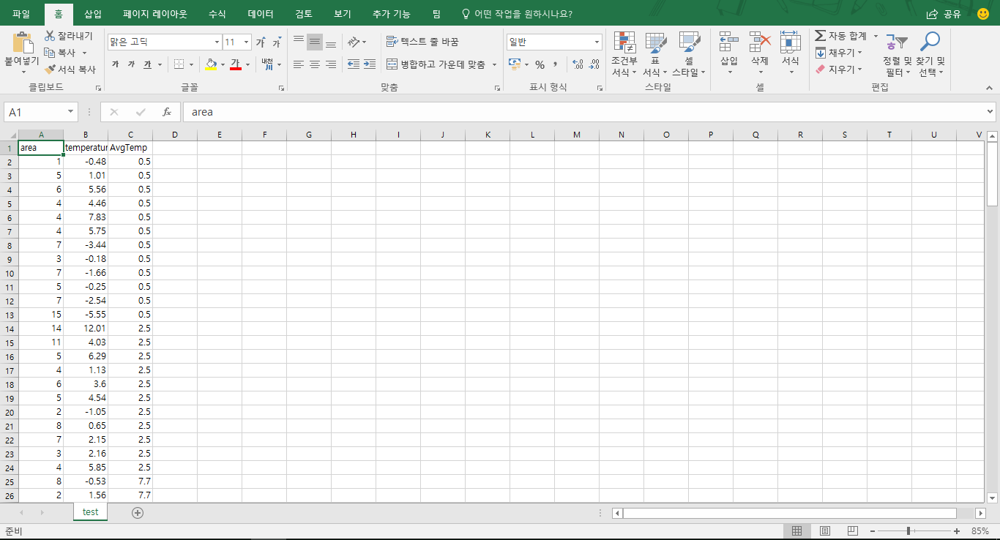 파일 홈 삽입 페이지 레이아웃 수식 데이터 검토 보기 추가 기능 팀 어떤 작업을 원하시나요? 공유
붙여넣기 잘라내기 복사 서식 복사 클립보드
맑은 고딕 11 가 가
가 가 가 가 내천 글꼴
텍스트 줄 바꿈
병합하고 가운데 맞춤
맞춤
일반
% , .00 .0
표시 형식
조건부 서식 표 서식 셀 스타일
스타일
삽입 삭제 서식
셀
자동 합계
채우기
지우기
정렬 및 필터 찾기 및 선택
편집
A1 fx area
A B C D E F G H I J K L M N O P Q R S T U V
1 area temperatur AvgTemp
2 1 -0.48 0.5
3 5 1.01 0.5
4 6 5.56 0.5
5 4 4.46 0.5
6 4 7.83 0.5
7 4 5.75 0.5
8 7 -3.44 0.5
9 3 -0.18 0.5
10 7 -1.66 0.5
11 5 -0.25 0.5
12 7 -2.54 0.5
13 15 -5.55 0.5
14 14 12.01 2.5
15 11 4.03 2.5
16 5 6.29 2.5
17 4 1.13 2.5
18 6 3.6 2.5
19 5 4.54 2.5
20 2 -1.05 2.5
21 8 0.65 2.5
22 7 2.15 2.5
23 3 2.16 2.5
24 4 5.85 2.5
25 8 -0.53 7.7
26 2 1.56 7.7
test
준비 85%